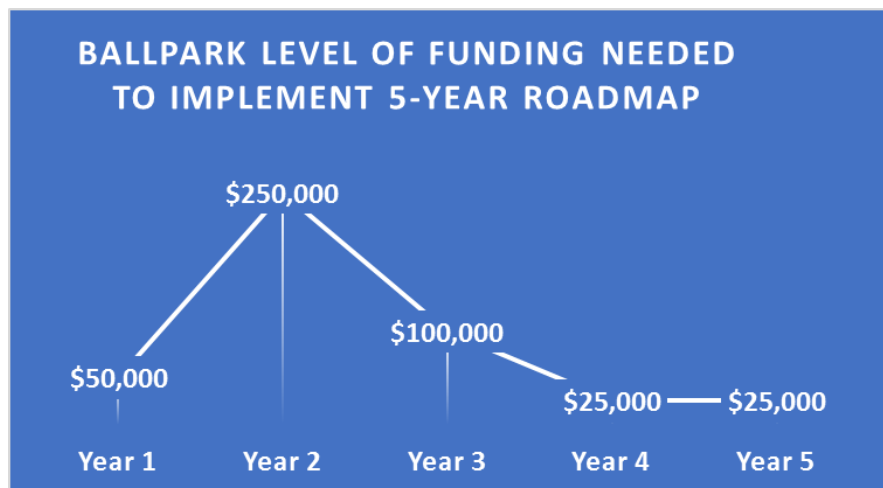 BALLPARK LEVEL OF FUNDING NEEDED
TO IMPLEMENT 5-YEAR ROADMAP
$250,000
$100,000
$50,000
$25,000 $25,000
Year 1 Year 2 Year 3 Year 4 Year 5